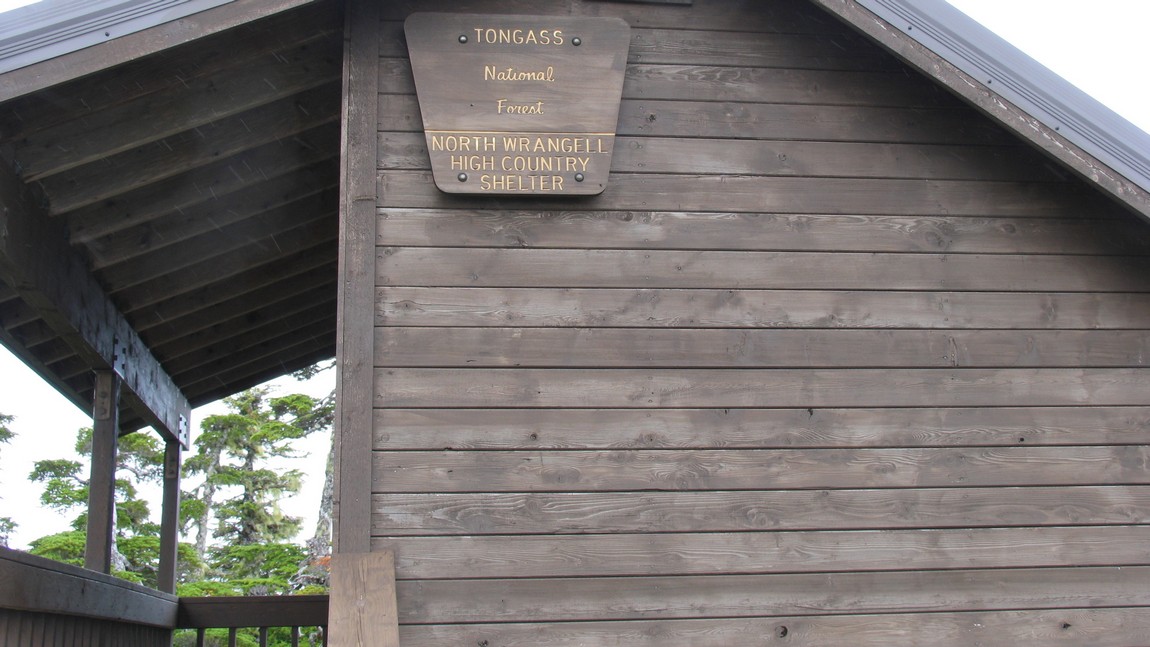 TONGASS
National
Forest
NORTH WRANGELL
HIGH COUNTRY
SHELTER